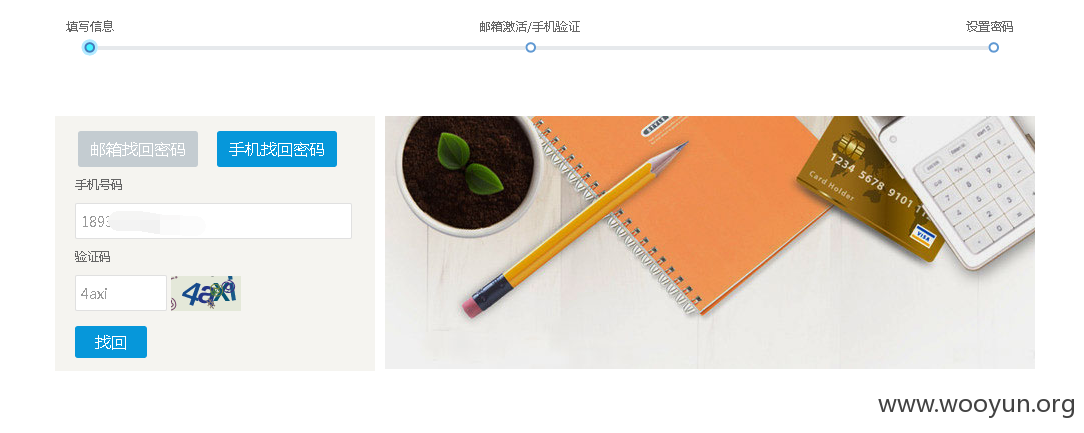 填写信息
邮箱激活/手机验证
设置密码
邮箱找回密码
手机找回密码
手机号码
189
验证码
4axi
4axi
找回
STYLE
1234 5678 9101 11
Card Holder
VISA
www.wooyun.org